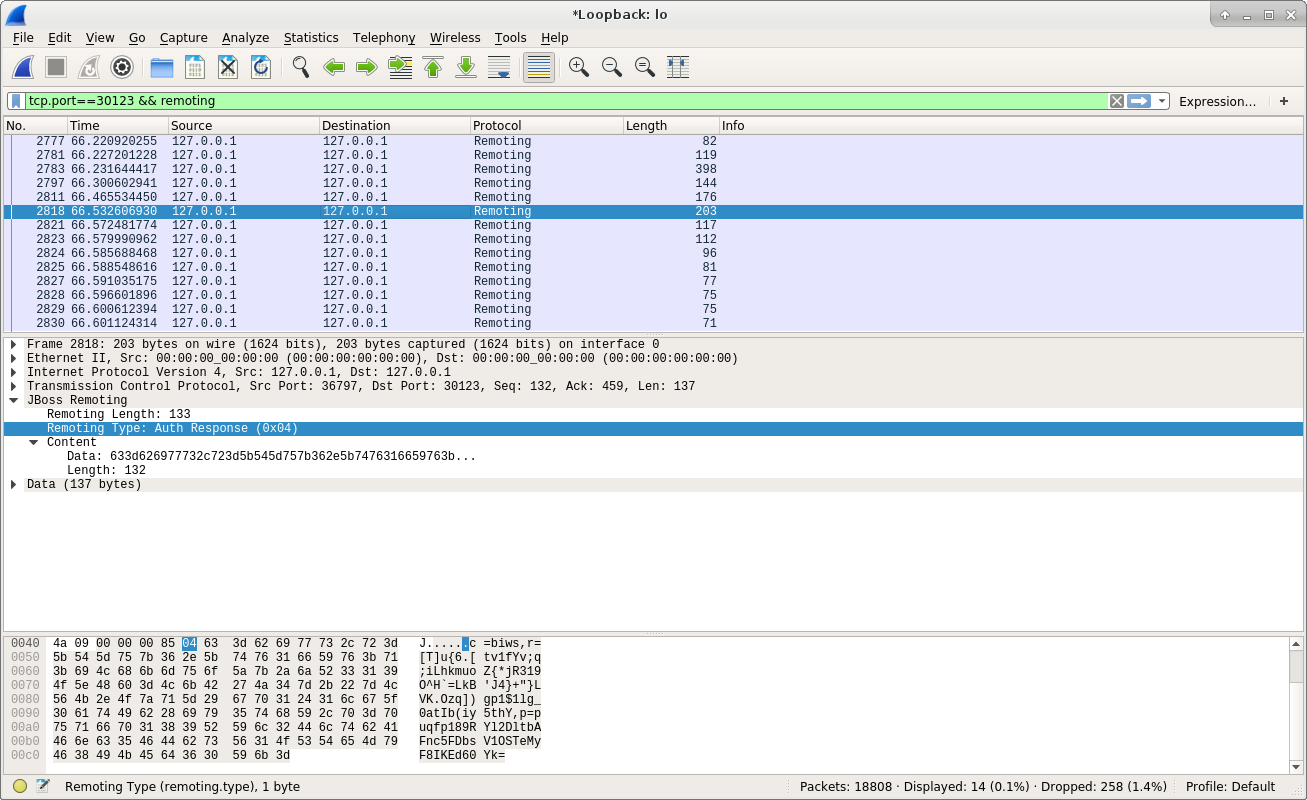 *Loopback: lo
File Edit View Go Capture Analyze Statistics Telephony Wireless Tools Help
tcp.port==30123 && remoting Expression... +
No. Time Source Destination Protocol Length Info
2777 66.220920255 127.0.0.1 127.0.0.1 Remoting 82
2781 66.227201228 127.0.0.1 127.0.0.1 Remoting 119
2783 66.231644417 127.0.0.1 127.0.0.1 Remoting 398
2797 66.300602941 127.0.0.1 127.0.0.1 Remoting 144
2811 66.465534450 127.0.0.1 127.0.0.1 Remoting 176
2818 66.532606930 127.0.0.1 127.0.0.1 Remoting 203
2821 66.572481774 127.0.0.1 127.0.0.1 Remoting 117
2823 66.579990962 127.0.0.1 127.0.0.1 Remoting 112
2824 66.585688468 127.0.0.1 127.0.0.1 Remoting 96
2825 66.588548616 127.0.0.1 127.0.0.1 Remoting 81
2827 66.591035175 127.0.0.1 127.0.0.1 Remoting 77
2828 66.596601896 127.0.0.1 127.0.0.1 Remoting 75
2829 66.600612394 127.0.0.1 127.0.0.1 Remoting 75
2830 66.601124314 127.0.0.1 127.0.0.1 Remoting 71
Frame 2818: 203 bytes on wire (1624 bits), 203 bytes captured (1624 bits) on interface 0
Ethernet II, Src: 00:00:00_00:00:00 (00:00:00:00:00:00), Dst: 00:00:00_00:00:00 (00:00:00:00:00:00)
Internet Protocol Version 4, Src: 127.0.0.1, Dst: 127.0.0.1
Transmission Control Protocol, Src Port: 36797, Dst Port: 30123, Seq: 132, Ack: 459, Len: 137
JBoss Remoting
Remoting Length: 133
Remoting Type: Auth Response (0x04)
Content
Data: 633d626977732c723d5b545d757b362e5b7476316659763b...
Length: 132
Data (137 bytes)
0040 4a 09 00 00 00 85 04 63 3d 62 69 77 73 2c 72 3d J......c =biws,r=
0050 5b 54 5d 75 7b 36 2e 5b 74 76 31 66 59 76 3b 71 [T]u{6.[ tv1fYv;q
0060 3b 69 4c 68 6b 6d 75 6f 5a 7b 2a 6a 52 33 31 39 ;iLhkmuo Z{*jR319
0070 4f 5e 48 60 3d 4c 6b 42 27 4a 34 7d 2b 22 7d 4c O^H`=LkB 'J4}+"}L
0080 56 4b 2e 4f 7a 71 5d 29 67 70 31 24 31 6c 67 5f VK.Ozq]) gp1$1lg_
0090 30 61 74 49 62 28 69 79 35 74 68 59 2c 70 3d 70 0atIb(iy 5thY,p=p
00a0 75 71 66 70 31 38 39 52 59 6c 32 44 6c 74 62 41 uqfp189R Yl2DltbA
00b0 46 6e 63 35 46 44 62 73 56 31 4f 53 54 65 4d 79 Fnc5FDbs V1OSTeMy
00c0 46 38 49 4b 45 64 36 30 59 6b 3d F8IKEd60 Yk=
Remoting Type (remoting.type), 1 byte Packets: 18808 · Displayed: 14 (0.1%) · Dropped: 258 (1.4%) Profile: Default